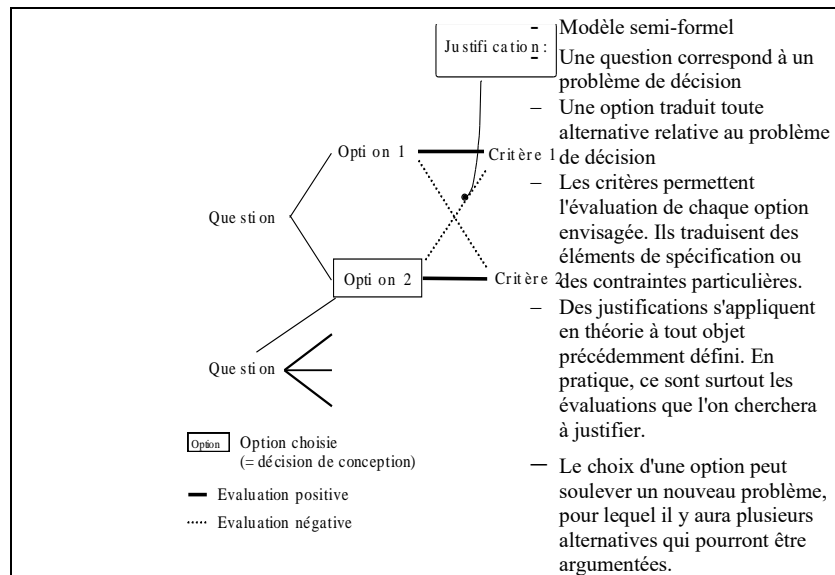 Justification:
Option 1
Critère 1
Question
Option 2
Critère 2
Question
Option
Option choisie
(= décision de conception)
Evaluation positive
Evaluation négative
– Modèle semi-formel
– Une question correspond à un
problème de décision
– Une option traduit toute
alternative relative au problème
de décision
– Les critères permettent
l'évaluation de chaque option
envisagée. Ils traduisent des
éléments de spécification ou
des contraintes particulières.
– Des justifications s'appliquent
en théorie à tout objet
précédemment défini. En
pratique, ce sont surtout les
évaluations que l'on cherchera
à justifier.
– Le choix d'une option peut
soulever un nouveau problème,
pour lequel il y aura plusieurs
alternatives qui pourront être
argumentées.